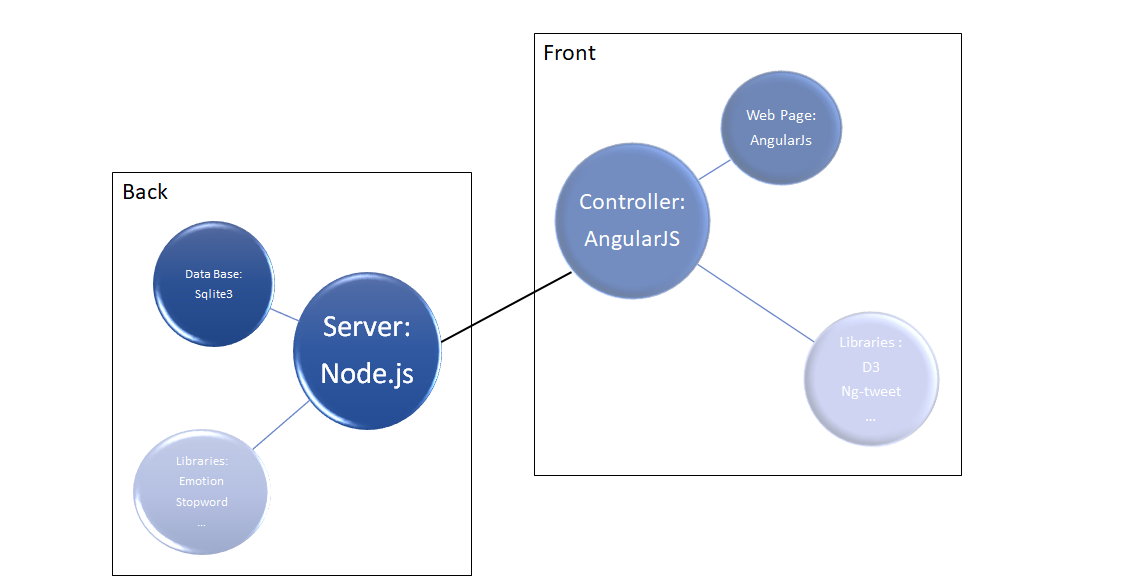 Back
Data Base:
Sqlite3
Server:
Node.js
Libraries:
Emotion
Stopword
...
Front
Controller:
AngularJS
Web Page:
AngularJs
Libraries :
D3
Ng-tweet
...